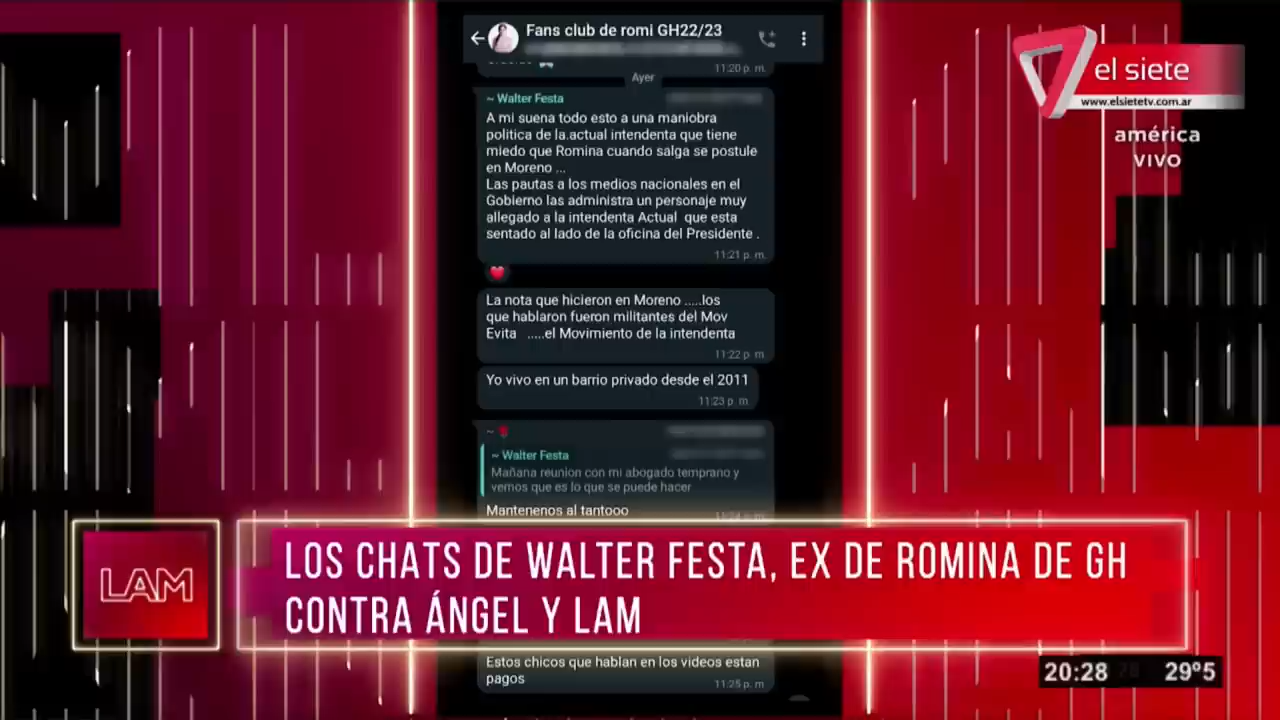 Fans club de romi GH22/23
11:20 p. m.
Ayer
~ Walter Festa
A mi suena todo esto a una maniobra
politica de la.actual intendenta que tiene
miedo que Romina cuando salga se postule
en Moreno ...
Las pautas a los medios nacionales en el
Gobierno las administra un personaje muy
allegado a la intendenta Actual que esta
sentado al lado de la oficina del Presidente .
11:21 p. m.
La nota que hicieron en Moreno .....los
que hablaron fueron militantes del Mov
Evita .....el Movimiento de la intendenta
11:22 p. m
Yo vivo en un barrio privado desde el 2011
11:23 p. m.
~ Walter Festa
Mañana reunion con mi abogado temprano y
vemos que es lo que se puede hacer
Mantenenos al tantooo
LAM
LOS CHATS DE WALTER FESTA, EX DE ROMINA DE GH
CONTRA ÁNGEL Y LAM
Estos chicos que hablan en los videos estan
pagos
11:25 p. m
el siete
www.elsietetv.com.ar
américa
VIVO
20:28
29°5